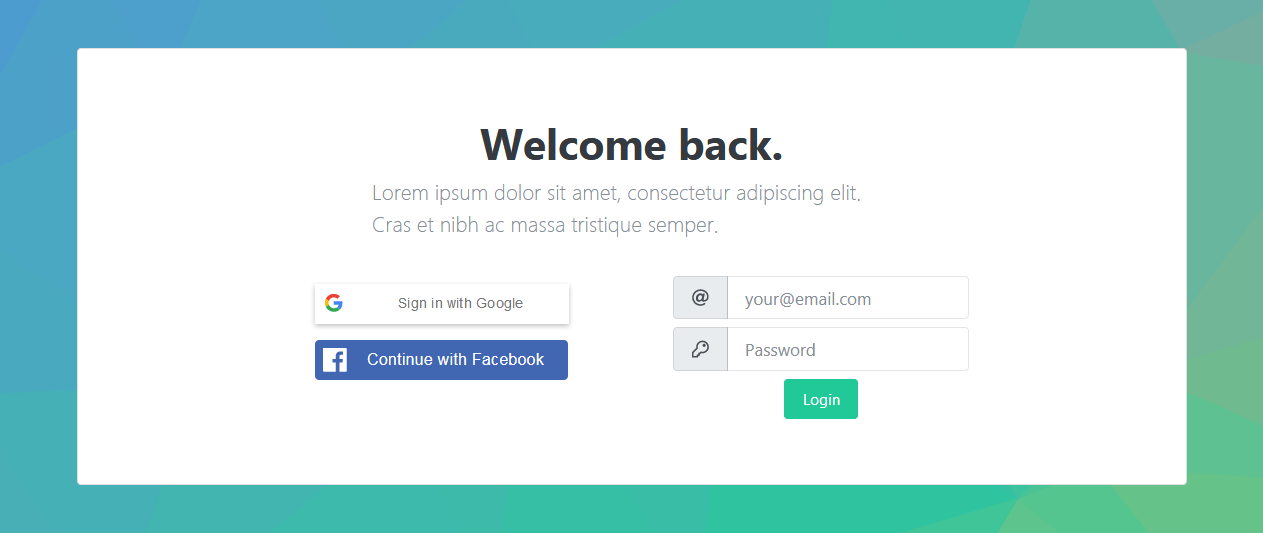 Welcome back.
Lorem ipsum dolor sit amet, consectetur adipiscing elit.
Cras et nibh ac massa tristique semper.
Sign in with Google
Continue with Facebook
@ your@email.com
Password
Login